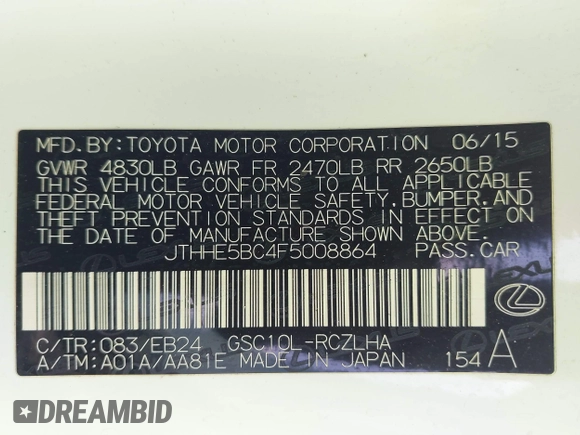 MFD. BY: TOYOTA MOTOR CORPORATION 06/15
GVWR 4830LB GAWR FR 2470LB RR 2650LB
THIS VEHICLE CONFORMS TO ALL APPLICABLE
FEDERAL MOTOR VEHICLE SAFETY, BUMPER, AND
THEFT PREVENTION STANDARDS IN EFFECT ON
THE DATE OF MANUFACTURE SHOWN ABOVE.
JTHHE5BC4F5008864 PASS. CAR
C/TR: 083/EB24 GSC10L-RCZLHA
A/TM: A01A/AA81E MADE IN JAPAN 154 A
DREAMBID